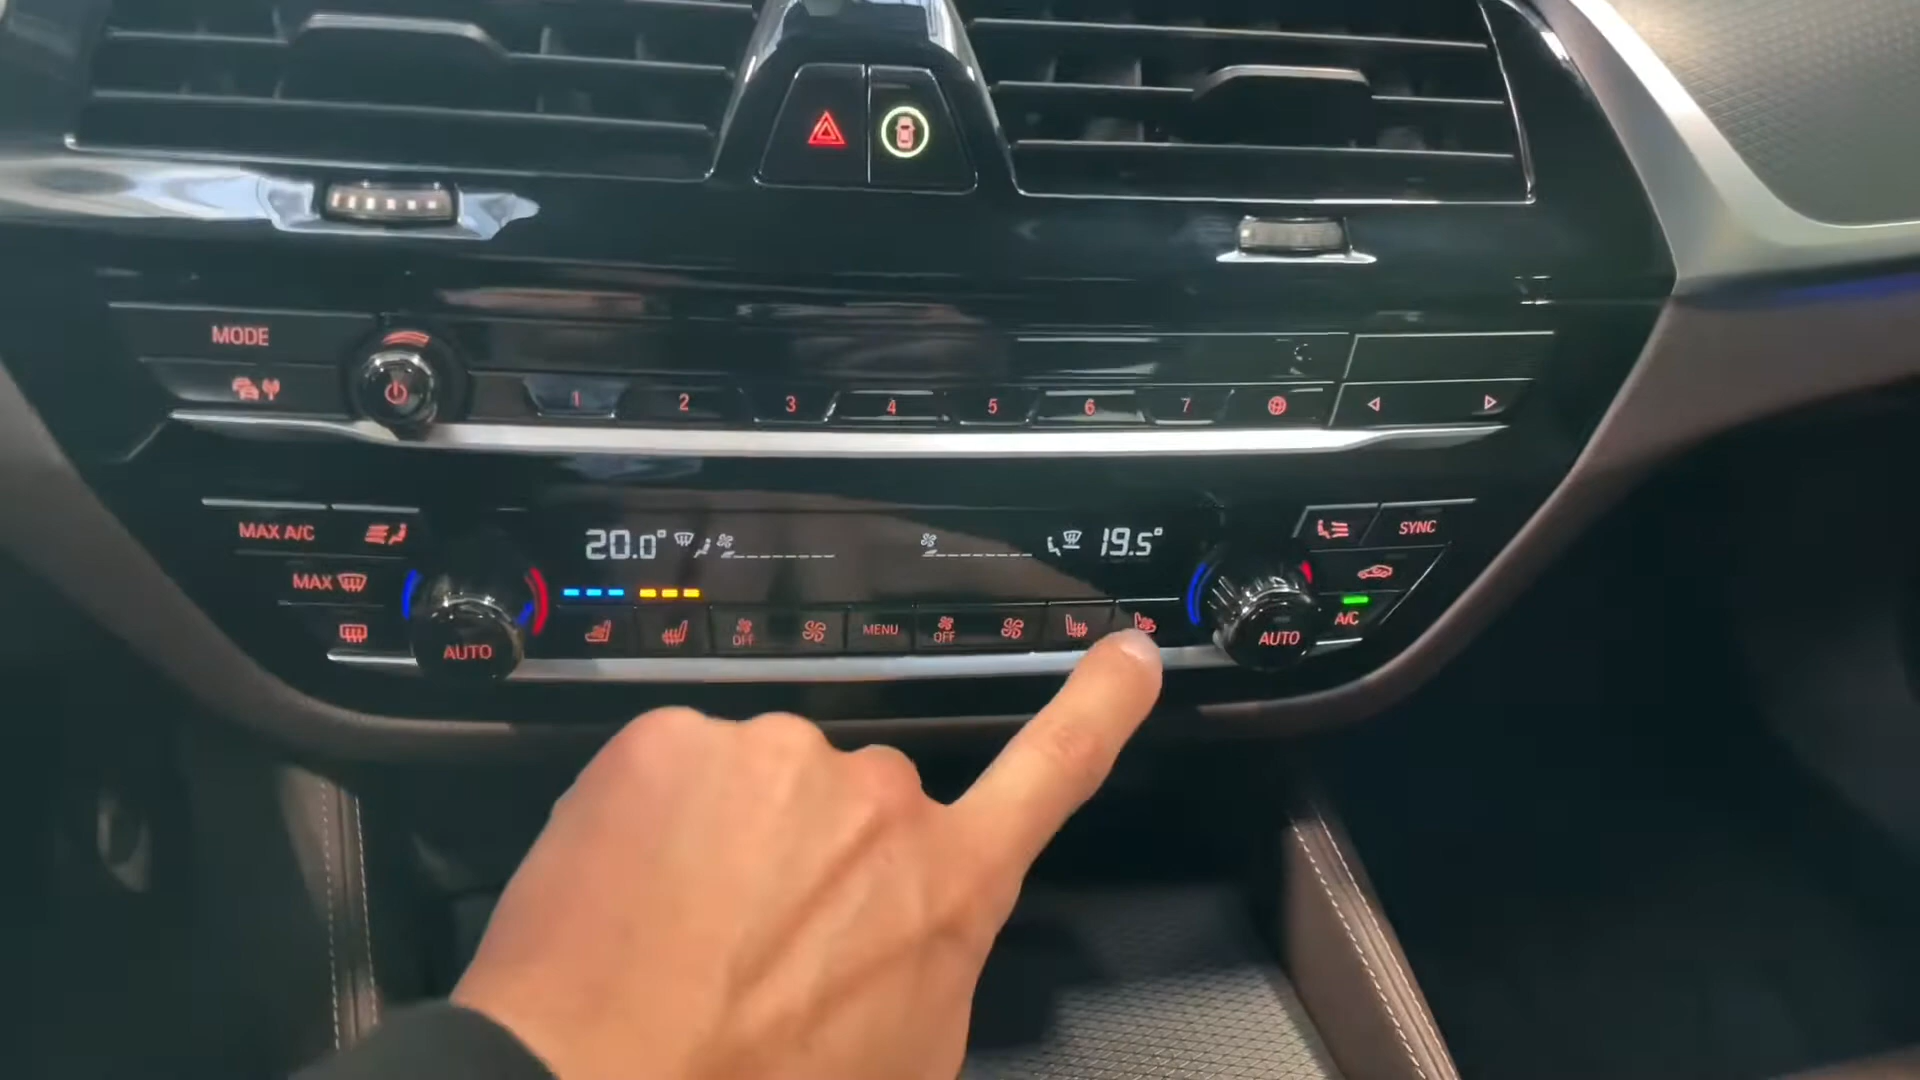 MODE
1 2 3 4 5 6 7
MAX A/C
20.0°
19.5°
SYNC
MAX
AUTO
OFF
MENU
OFF
AUTO
A/C